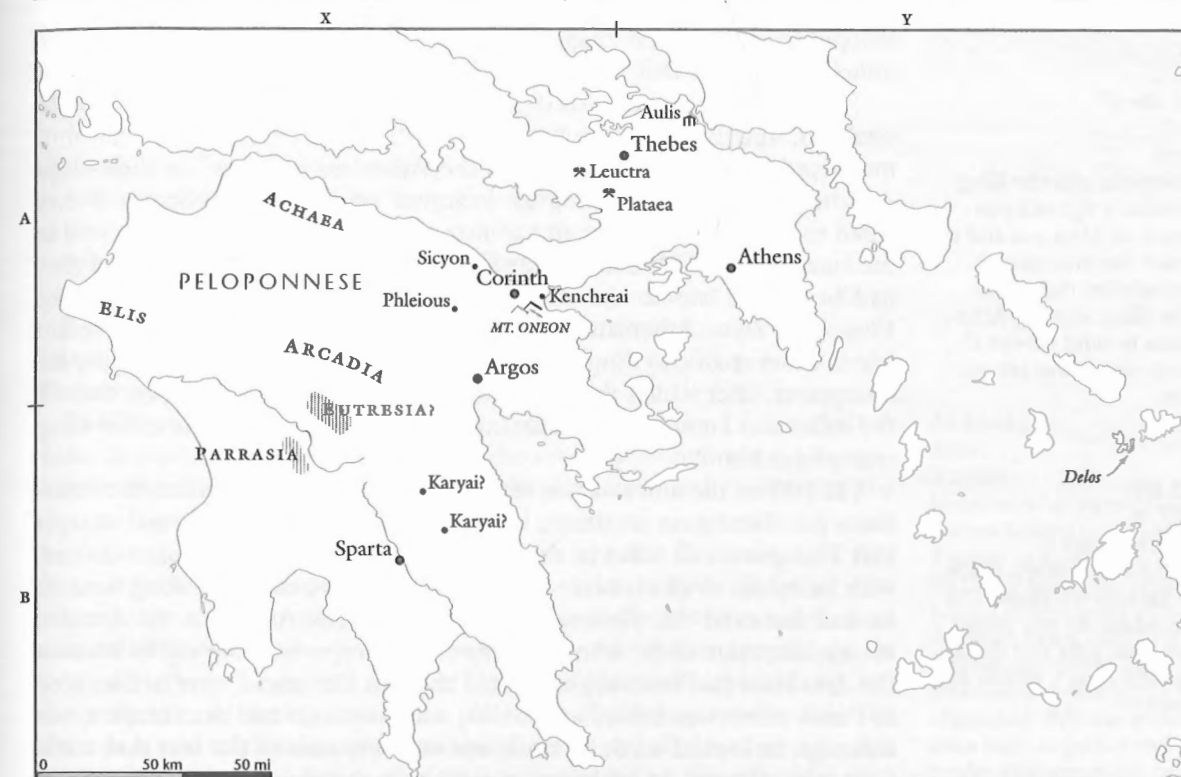 X
Y
Aulis
Thebes
Leuctra
Plataea
A
ACHAEA
Sicyon
Corinth
Athens
PELOPONNESE
Phleious
Kenchreai
ELIS
MT. ONEON
ARCADIA
Argos
EUTRESIA?
PARRASIA
Karyai?
Delos
Karyai?
Sparta
B
0 50 km 50 mi